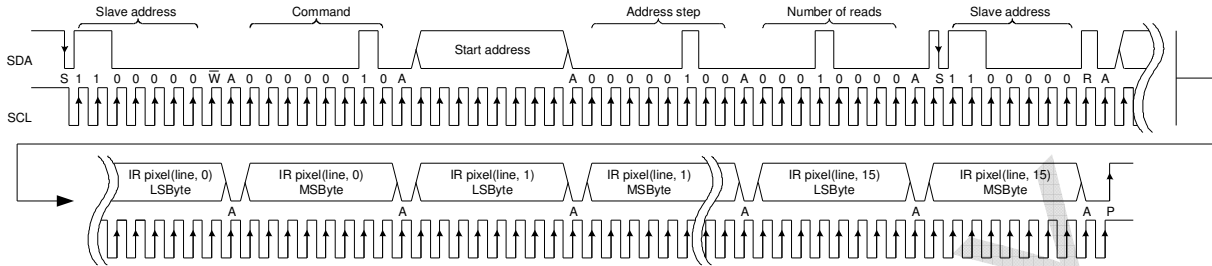 Slave address Command Address step Number of reads Slave address
SDA Start address
S 1 1 0 0 0 0 0 W A 0 0 0 0 0 0 1 0 A A 0 0 0 0 0 1 0 0 A 0 0 0 1 0 0 0 0 A S 1 1 0 0 0 0 0 R A
SCL
IR pixel(line, 0) IR pixel(line, 0) IR pixel(line, 1) IR pixel(line, 1) IR pixel(line, 15) IR pixel(line, 15)
LSByte MSByte LSByte MSByte LSByte MSByte
A A A A A A P